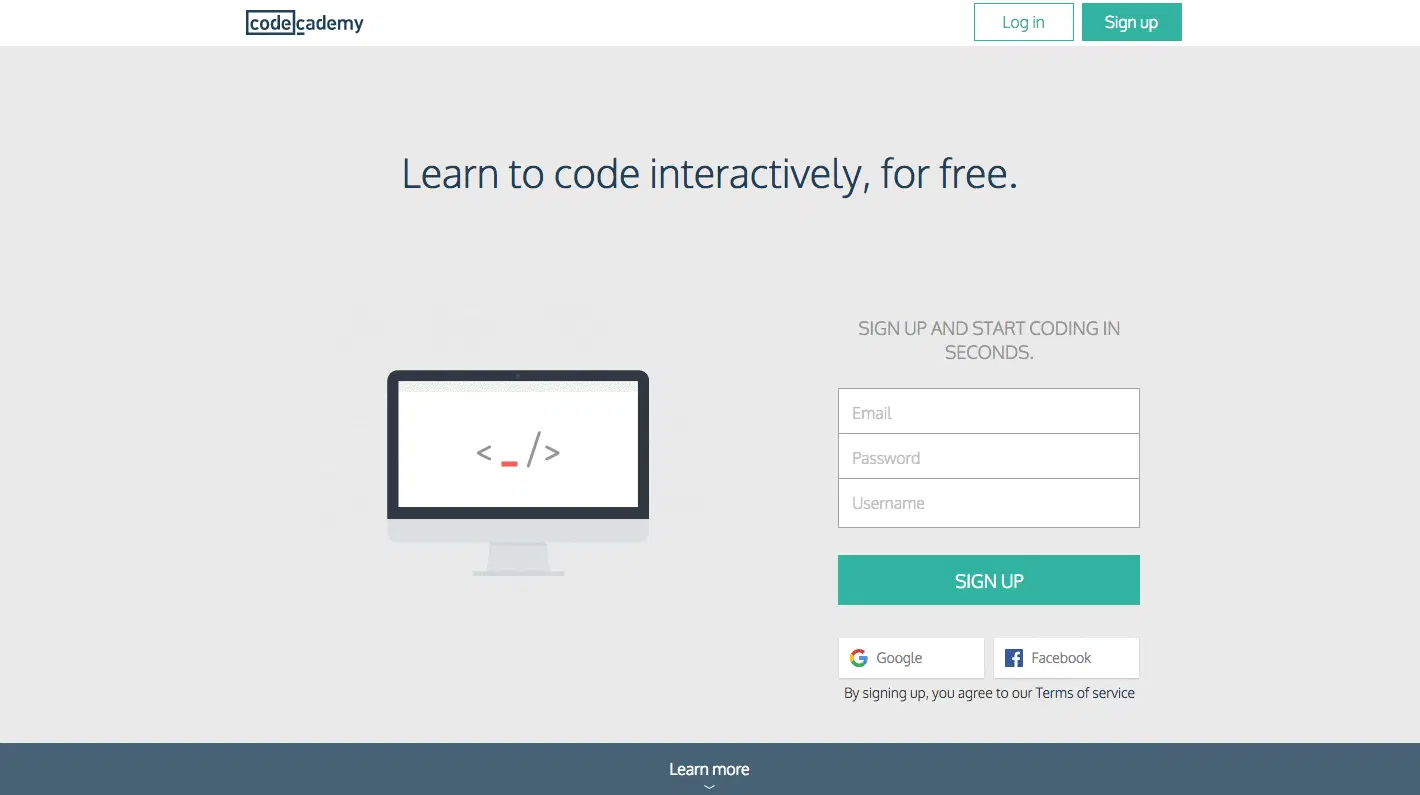 codecademy
Log in
Sign up
Learn to code interactively, for free.
SIGN UP AND START CODING IN
SECONDS.
< _ />
Email
Password
Username
SIGN UP
Google
Facebook
By signing up, you agree to our Terms of service
Learn more